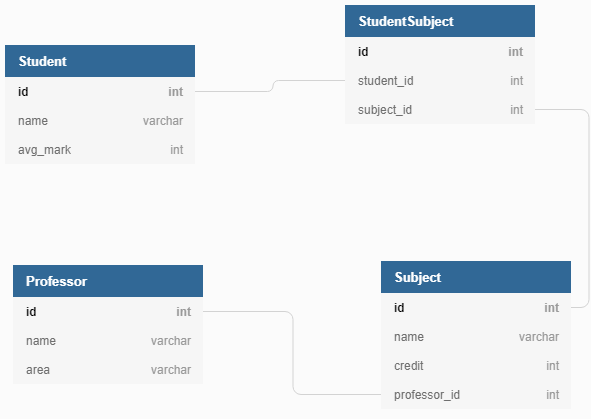 Student
id int
name varchar
avg_mark int
StudentSubject
id int
student_id int
subject_id int
Professor
id int
name varchar
area varchar
Subject
id int
name varchar
credit int
professor_id int